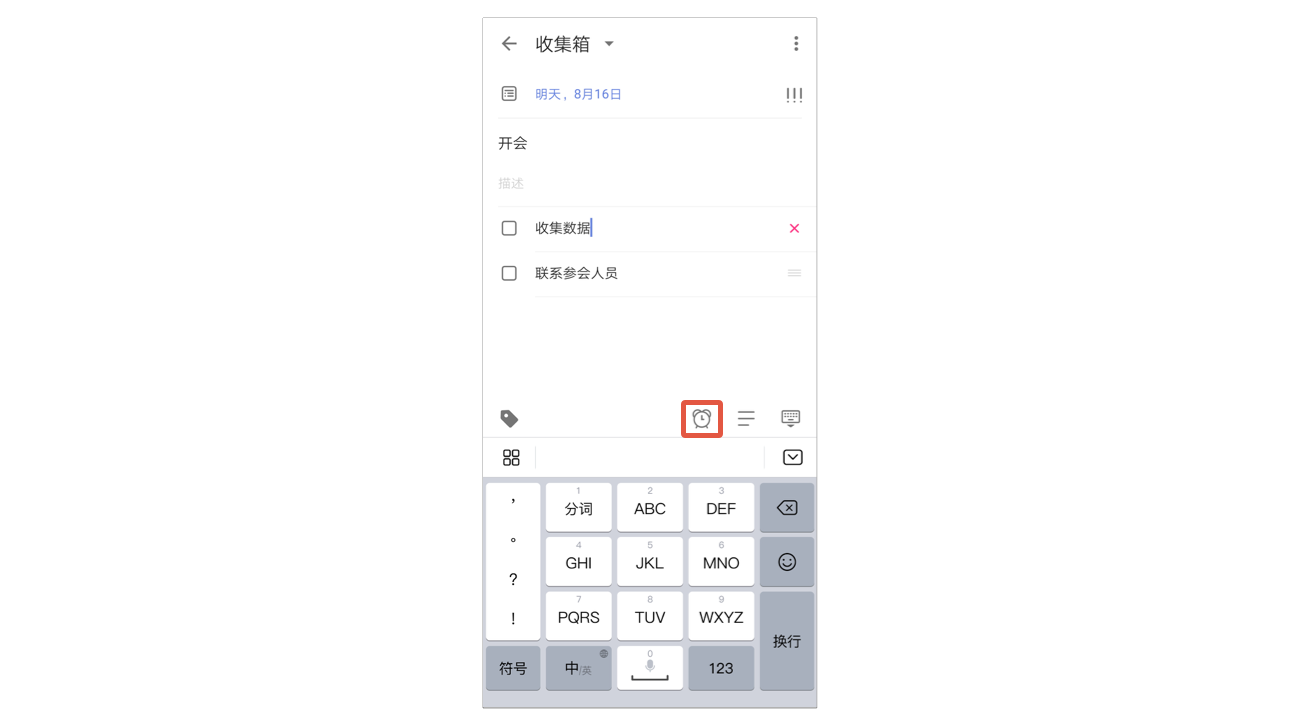 收集箱
明天，8月16日
开会
描述
收集数据
联系参会人员
，
1
分词
2
ABC
3
DEF
。
4
GHI
5
JKL
6
MNO
?
7
PQRS
8
TUV
9
WXYZ
!
换行
符号
中/英
0
123